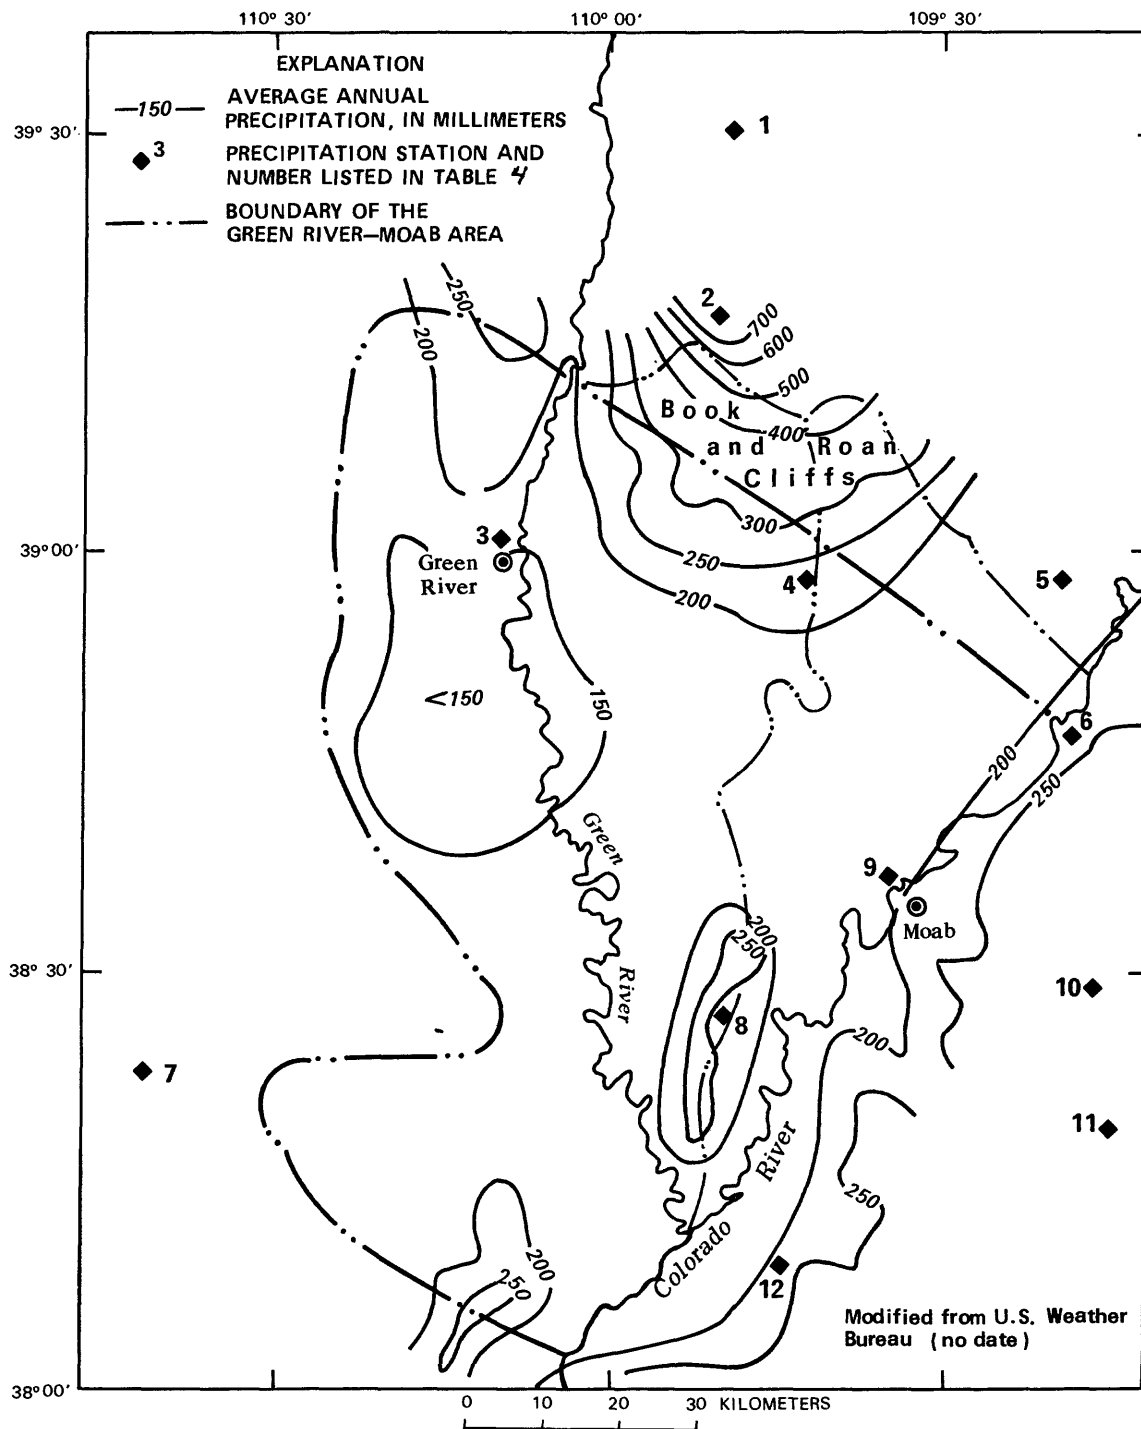 110° 30′ 110° 00′ 109° 30′
EXPLANATION
—150— AVERAGE ANNUAL
PRECIPITATION, IN MILLIMETERS
3 PRECIPITATION STATION AND
NUMBER LISTED IN TABLE 4
BOUNDARY OF THE
GREEN RIVER—MOAB AREA
39° 30′
1
250
200
2
700
600
500
Book
400
and Roan
Cliffs
300
39° 00′
3
Green
River
250
4
200
5
<150
150
6
200
250
Green
9
Moab
200
250
38° 30′
River
10
8
200
7
11
River
250
Colorado
200
250
12
Modified from U.S. Weather
Bureau (no date)
38° 00′
0 10 20 30 KILOMETERS